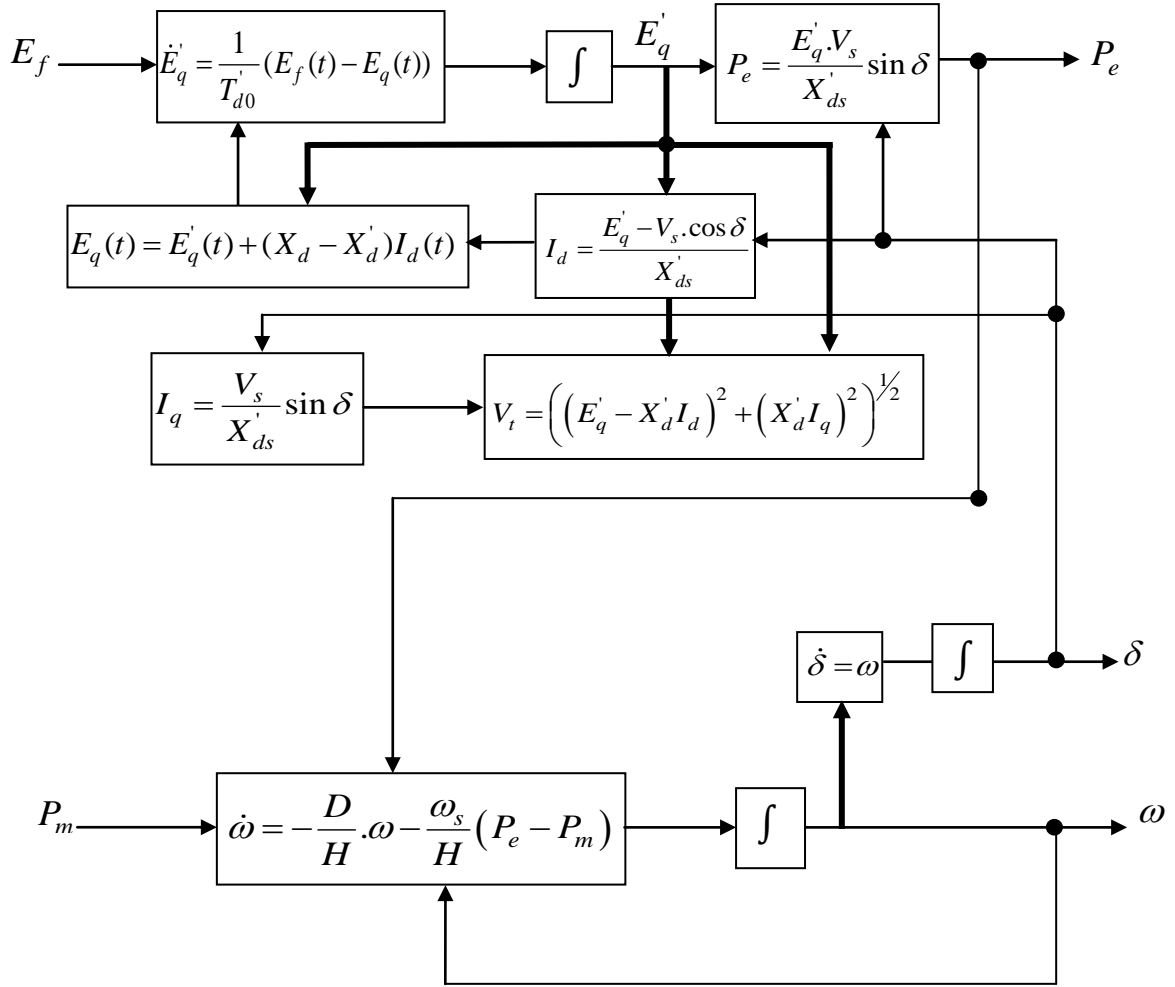 E_f
Ė'_q = 1/T'_d0 (E_f(t) − E_q(t))
∫
E'_q
P_e = E'_q.V_s/X'_ds sin δ
P_e
E_q(t) = E'_q(t) + (X_d − X'_d)I_d(t)
I_d = E'_q − V_s.cos δ/X'_ds
I_q = V_s/X'_ds sin δ
V_t = ((E'_q − X'_d I_d)^2 + (X'_d I_q)^2)^1/2
δ̇ = ω
∫
δ
P_m
ω̇ = −D/H.ω − ω_s/H (P_e − P_m)
∫
ω